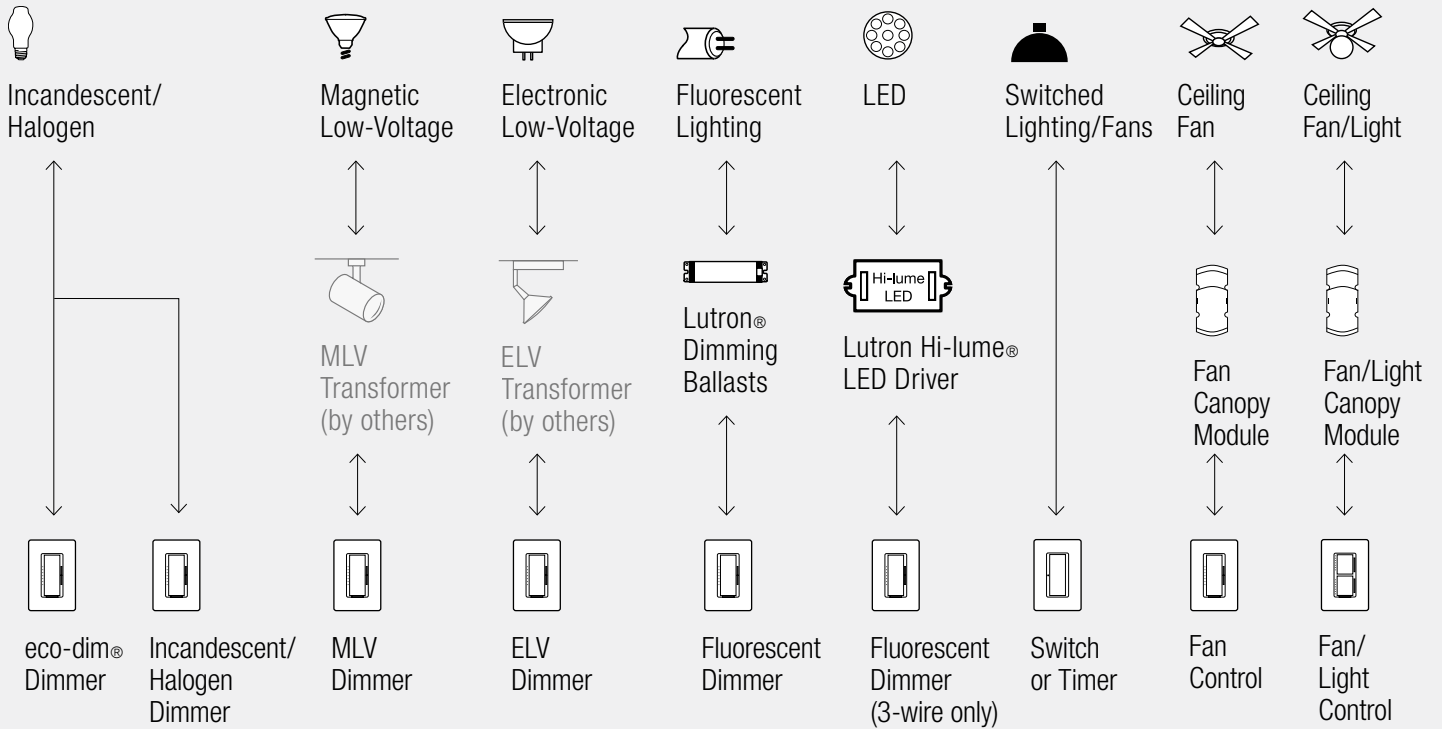 Incandescent/
Halogen
Magnetic
Low-Voltage
Electronic
Low-Voltage
Fluorescent
Lighting
LED
Switched
Lighting/Fans
Ceiling
Fan
Ceiling
Fan/Light
MLV
Transformer
(by others)
ELV
Transformer
(by others)
Lutron®
Dimming
Ballasts
Hi-lume
LED
Lutron Hi-lume®
LED Driver
Fan
Canopy
Module
Fan/Light
Canopy
Module
eco-dim®
Dimmer
Incandescent/
Halogen
Dimmer
MLV
Dimmer
ELV
Dimmer
Fluorescent
Dimmer
Fluorescent
Dimmer
(3-wire only)
Switch
or Timer
Fan
Control
Fan/
Light
Control